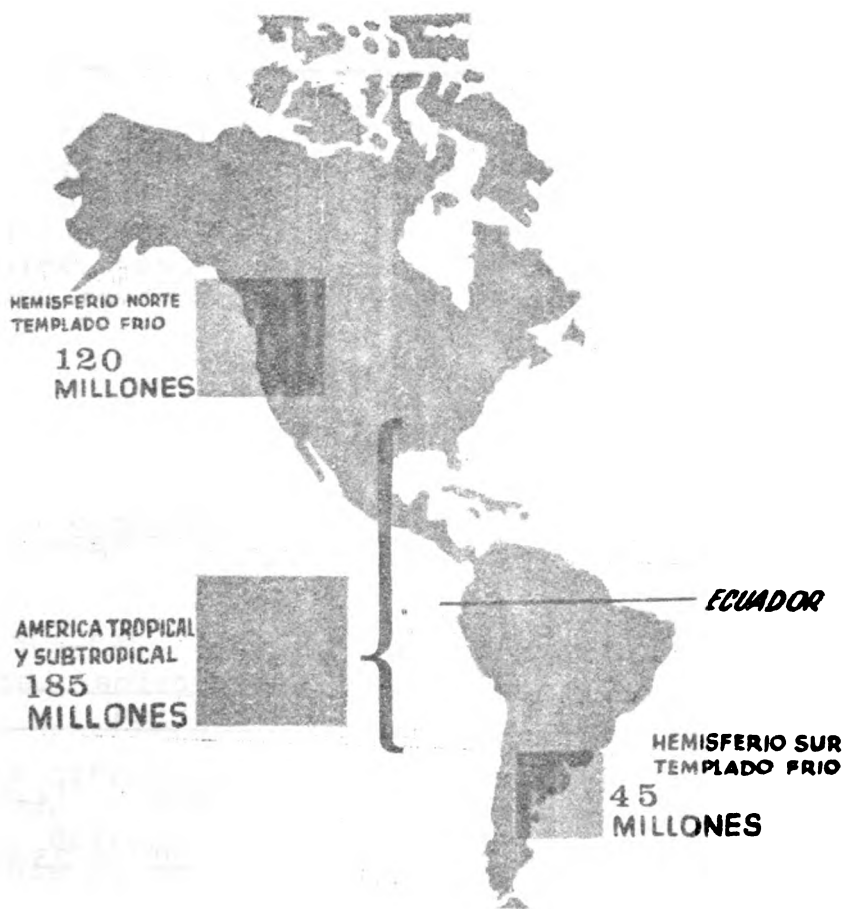 HEMISFERIO NORTE
TEMPLADO FRIO
120
MILLONES
ECUADOR
AMERICA TROPICAL
Y SUBTROPICAL
185
MILLONES
HEMISFERIO SUR
TEMPLADO FRIO
45
MILLONES